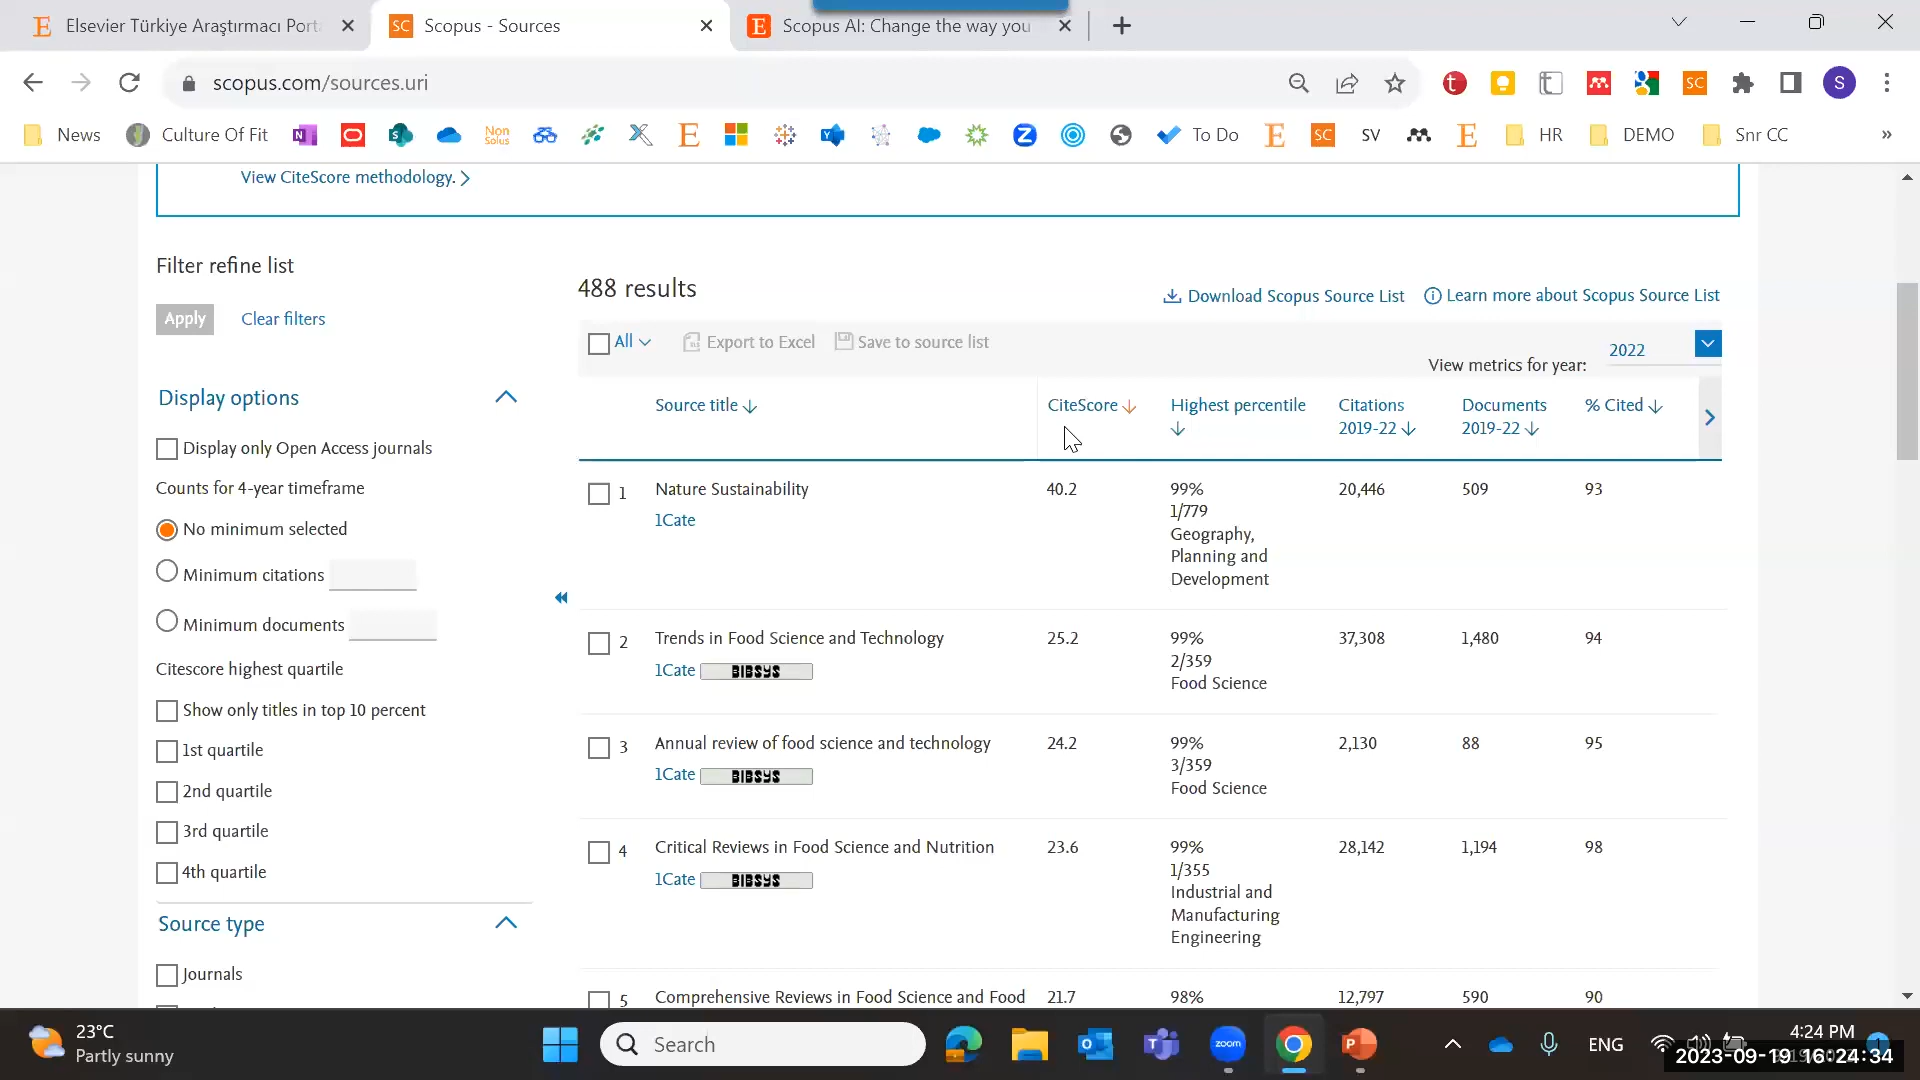 Elsevier Türkiye Araştırmacı Port
Scopus - Sources
Scopus AI: Change the way you
scopus.com/sources.uri
S
News
Culture Of Fit
Non Solus
To Do
SC
SV
HR
DEMO
Snr CC
»
View CiteScore methodology. >
Filter refine list
Apply
Clear filters
Display options
Display only Open Access journals
Counts for 4-year timeframe
No minimum selected
Minimum citations
Minimum documents
Citescore highest quartile
Show only titles in top 10 percent
1st quartile
2nd quartile
3rd quartile
4th quartile
Source type
Journals
488 results
Download Scopus Source List
Learn more about Scopus Source List
All
Export to Excel
Save to source list
View metrics for year:
2022
Source title ↓
CiteScore ↓
Highest percentile ↓
Citations 2019-22 ↓
Documents 2019-22 ↓
% Cited ↓
1
Nature Sustainability
1Cate
40.2
99%
1/779
Geography,
Planning and
Development
20,446
509
93
2
Trends in Food Science and Technology
1Cate
BIBSYS
25.2
99%
2/359
Food Science
37,308
1,480
94
3
Annual review of food science and technology
1Cate
BIBSYS
24.2
99%
3/359
Food Science
2,130
88
95
4
Critical Reviews in Food Science and Nutrition
1Cate
BIBSYS
23.6
99%
1/355
Industrial and
Manufacturing
Engineering
28,142
1,194
98
5
Comprehensive Reviews in Food Science and Food
21.7
98%
12,797
590
90
23°C
Partly sunny
Search
zoom
ENG
4:24 PM
2023-09-19 16:24:34